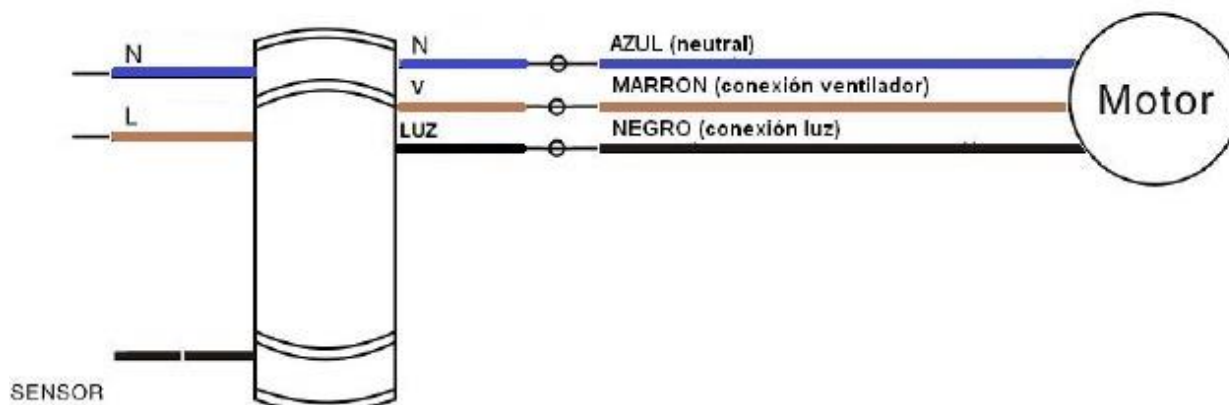 N
L
SENSOR
N
V
LUZ
AZUL (neutral)
MARRON (conexión ventilador)
NEGRO (conexión luz)
Motor